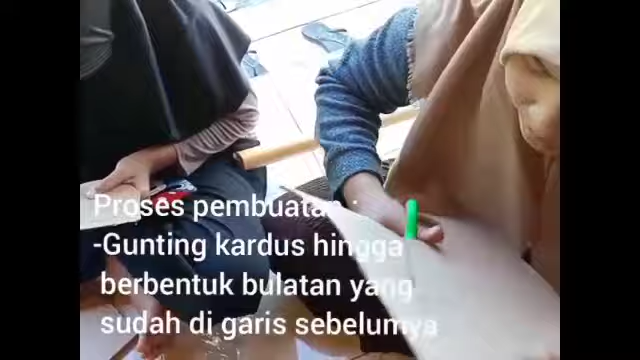 Proses pembuatan :
-Gunting kardus hingga
berbentuk bulatan yang
sudah di garis sebelumya